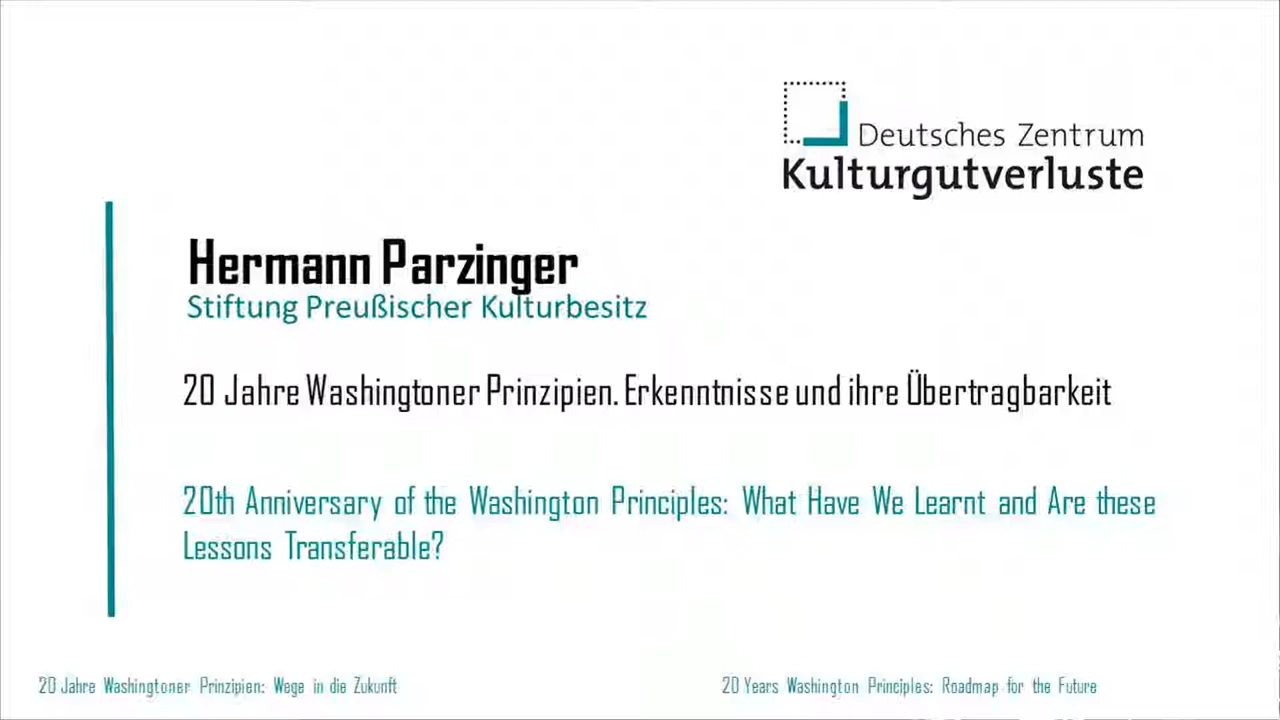 Deutsches Zentrum
Kulturgutverluste
Hermann Parzinger
Stiftung Preußischer Kulturbesitz
20 Jahre Washingtoner Prinzipien. Erkenntnisse und ihre Übertragbarkeit
20th Anniversary of the Washington Principles: What Have We Learnt and Are these
Lessons Transferable?
20 Jahre Washingtoner Prinzipien: Wege in die Zukunft
20 Years Washington Principles: Roadmap for the Future